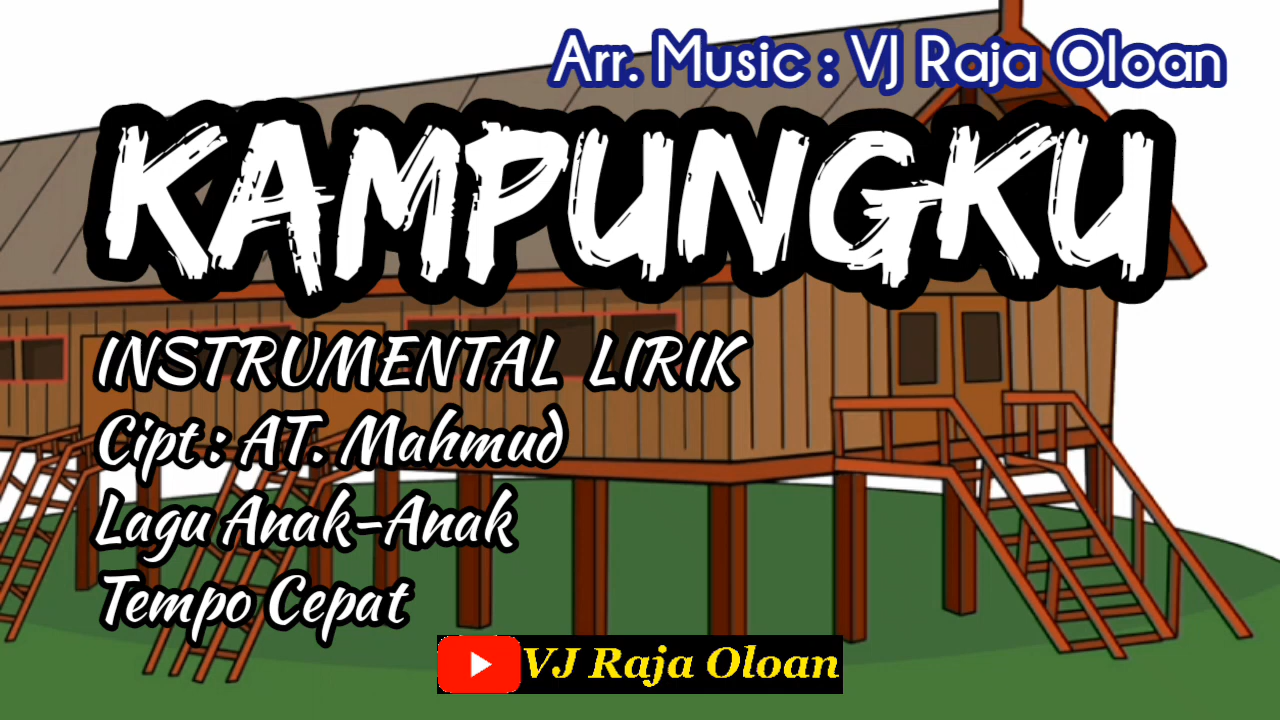 Arr. Music : VJ Raja Oloan
KAMPUNGKU
INSTRUMENTAL LIRIK
Cipt : AT. Mahmud
Lagu Anak-Anak
Tempo Cepat
VJ Raja Oloan